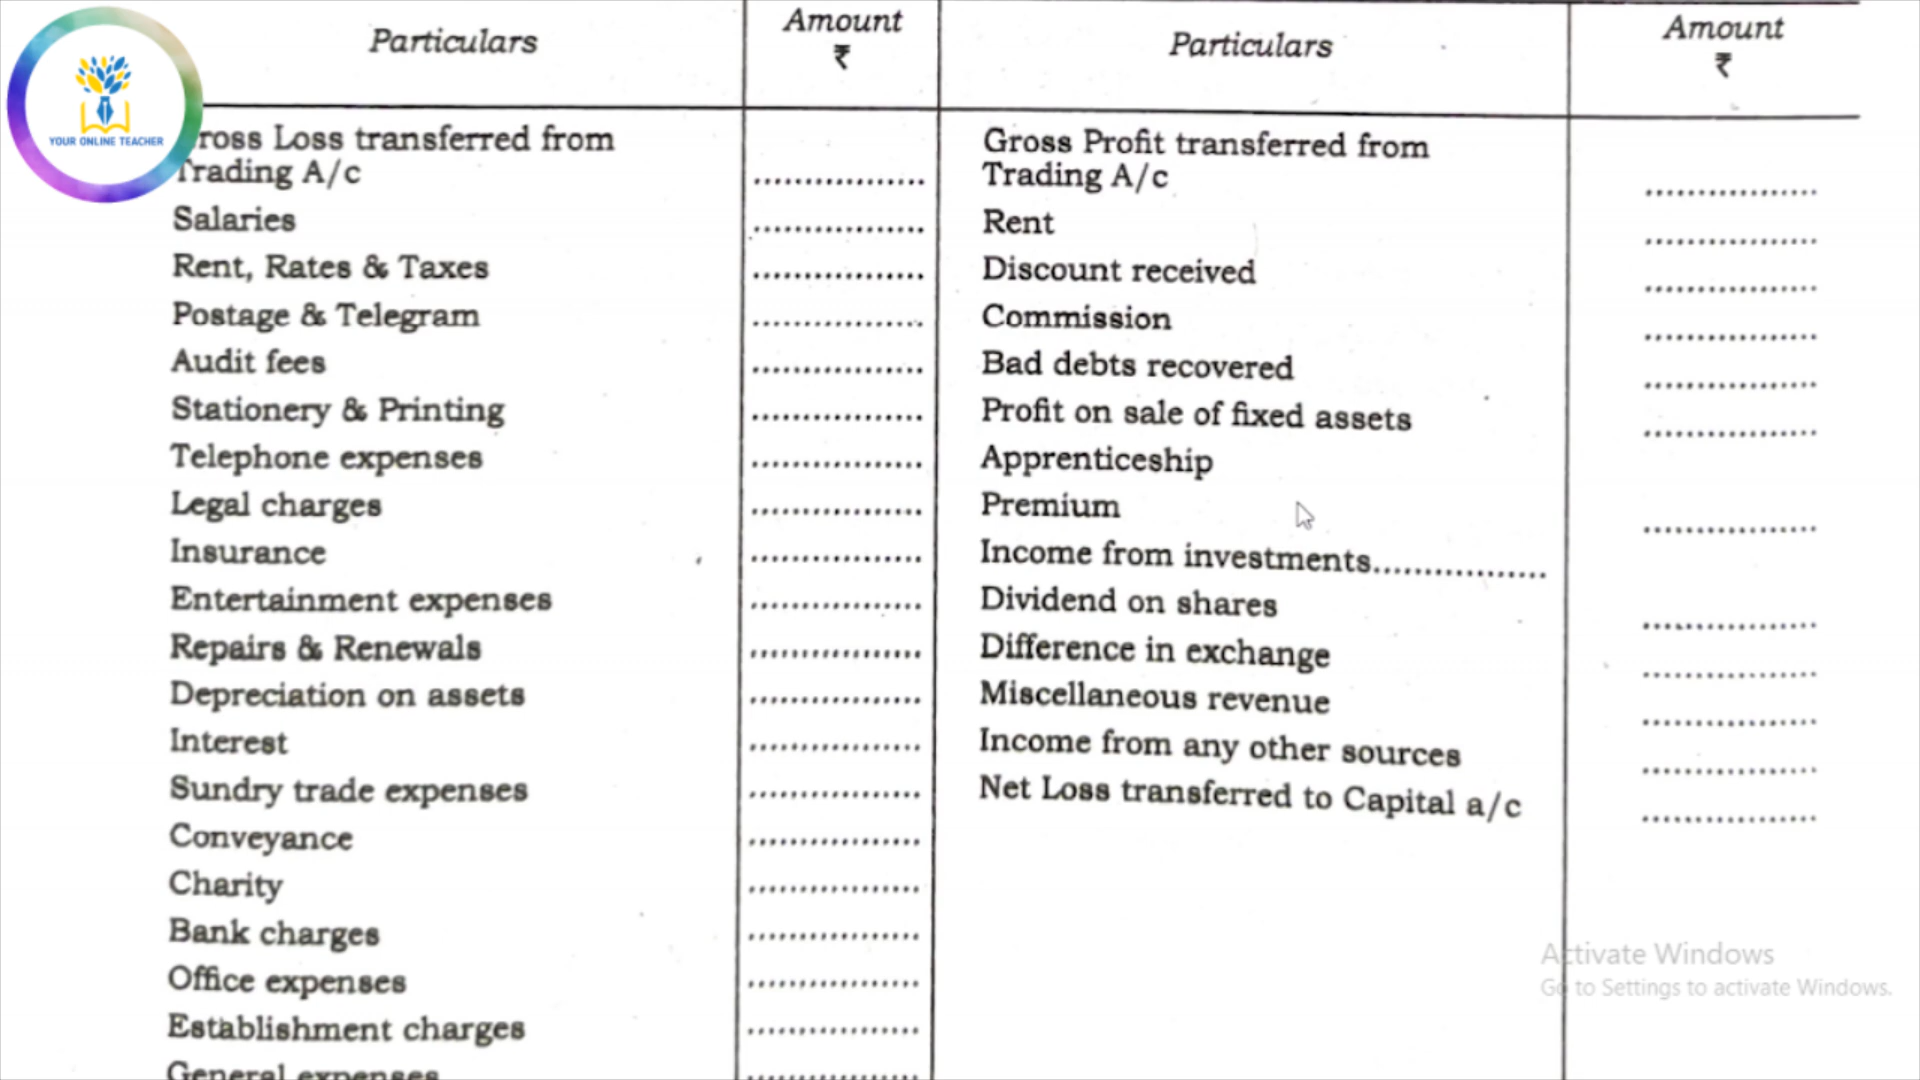 Particulars
Amount
₹
Particulars
Amount
₹
YOUR ONLINE TEACHER
ross Loss transferred from
Trading A/c ..................
Salaries ..................
Rent, Rates & Taxes ..................
Postage & Telegram ..................
Audit fees ..................
Stationery & Printing ..................
Telephone expenses ..................
Legal charges ..................
Insurance ..................
Entertainment expenses ..................
Repairs & Renewals ..................
Depreciation on assets ..................
Interest ..................
Sundry trade expenses ..................
Conveyance ..................
Charity ..................
Bank charges ..................
Office expenses ..................
Establishment charges ..................
General expenses ..................
Gross Profit transferred from
Trading A/c ..................
Rent ..................
Discount received ..................
Commission ..................
Bad debts recovered ..................
Profit on sale of fixed assets ..................
Apprenticeship
Premium ..................
Income from investments..................
Dividend on shares ..................
Difference in exchange ..................
Miscellaneous revenue ..................
Income from any other sources ..................
Net Loss transferred to Capital a/c ..................
Activate Windows
Go to Settings to activate Windows.